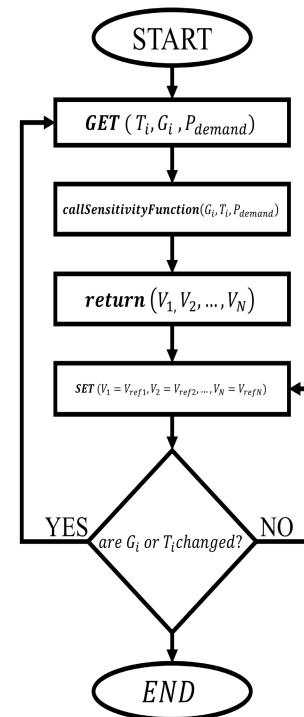 START
GET ( T_i, G_i , P_demand)
callSensitivityFunction(G_i, T_i, P_demand)
return (V_1, V_2, ..., V_N)
SET (V_1 = V_ref1, V_2 = V_ref2, ..., V_N = V_refN)
YES
are G_i or T_i changed?
NO
END